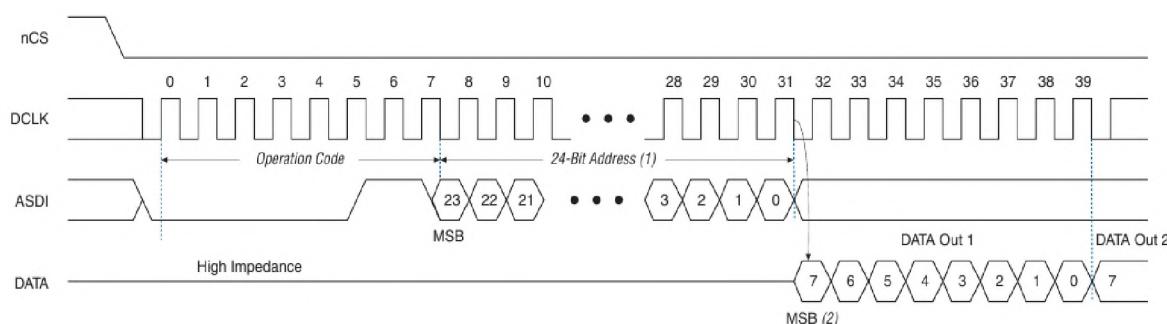 nCS
0 1 2 3 4 5 6 7 8 9 10 28 29 30 31 32 33 34 35 36 37 38 39
DCLK
Operation Code 24-Bit Address (1)
ASDI 23 22 21 3 2 1 0
MSB
DATA Out 1 DATA Out 2
High Impedance
DATA 7 6 5 4 3 2 1 0 7
MSB (2)